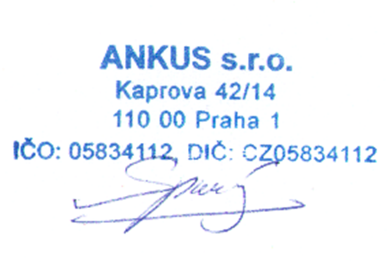 ANKUS s.r.o.
Kaprova 42/14
110 00 Praha 1
IČO: 05834112, DIČ: CZ05834112